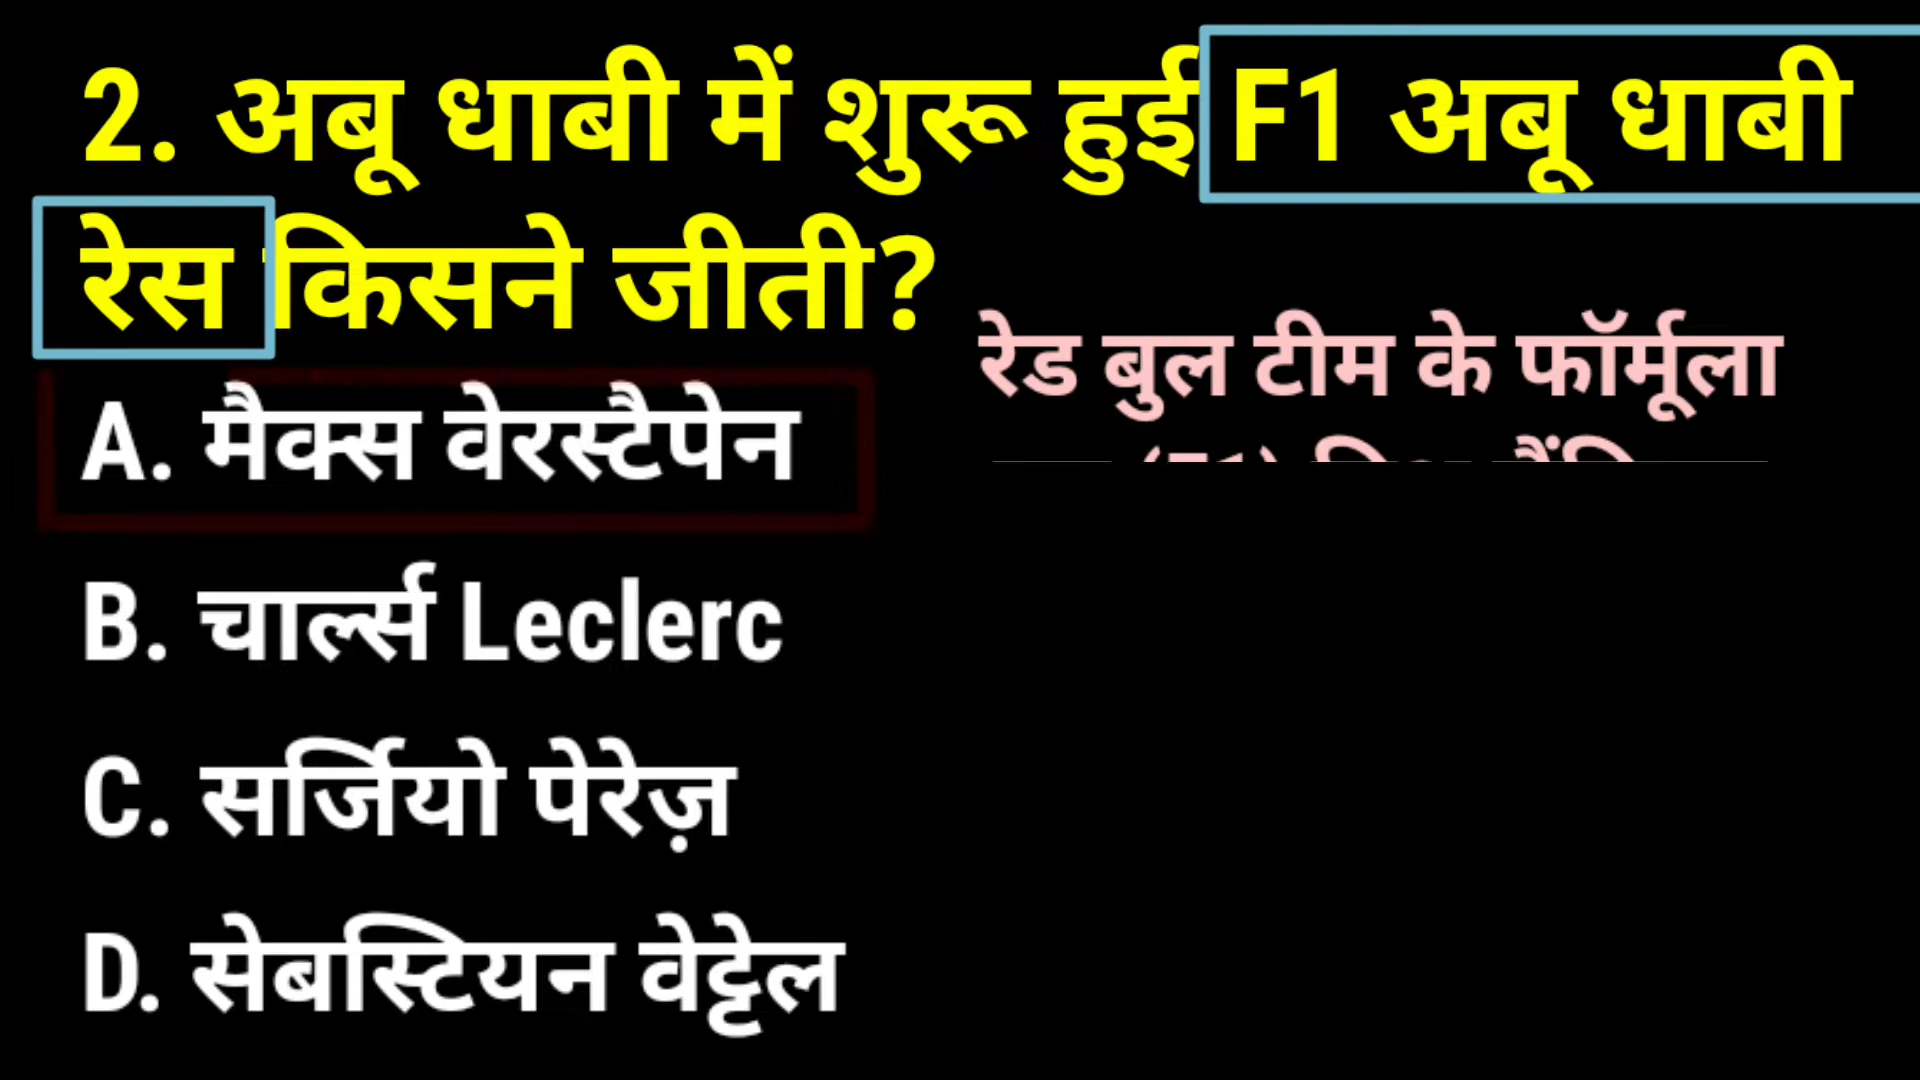 2. अबू धाबी में शुरू हुई F1 अबू धाबी
रेस किसने जीती?
रेड बुल टीम के फॉर्मूला
A. मैक्स वेरस्टैपेन
B. चार्ल्स Leclerc
C. सर्जियो पेरेज़
D. सेबस्टियन वेट्टेल